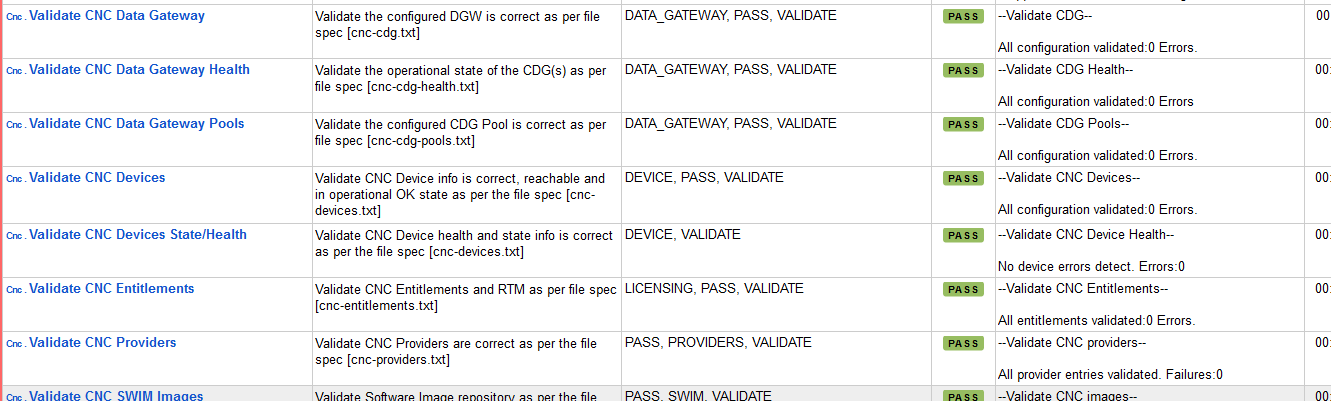 Cnc . Validate CNC Data Gateway
Validate the configured DGW is correct as per file
spec [cnc-cdg.txt]
DATA_GATEWAY, PASS, VALIDATE
PASS
--Validate CDG--
All configuration validated:0 Errors.
00
Cnc . Validate CNC Data Gateway Health
Validate the operational state of the CDG(s) as per
file spec [cnc-cdg-health.txt]
DATA_GATEWAY, PASS, VALIDATE
PASS
--Validate CDG Health--
All configuration validated:0 Errors
00:
Cnc . Validate CNC Data Gateway Pools
Validate the configured CDG Pool is correct as per
file spec [cnc-cdg-pools.txt]
DATA_GATEWAY, PASS, VALIDATE
PASS
--Validate CDG Pools--
All configuration validated:0 Errors.
00:
Cnc . Validate CNC Devices
Validate CNC Device info is correct, reachable and
in operational OK state as per the file spec [cnc-
devices.txt]
DEVICE, PASS, VALIDATE
PASS
--Validate CNC Devices--
All configuration validated:0 Errors.
00:
Cnc . Validate CNC Devices State/Health
Validate CNC Device health and state info is correct
as per the file spec [cnc-devices.txt]
DEVICE, VALIDATE
PASS
--Validate CNC Device Health--
No device errors detect. Errors:0
00:
Cnc . Validate CNC Entitlements
Validate CNC Entitlements and RTM as per file spec
[cnc-entitlements.txt]
LICENSING, PASS, VALIDATE
PASS
--Validate CNC Entitlements--
All entitlements validated:0 Errors.
00:
Cnc . Validate CNC Providers
Validate CNC Providers are correct as per the file
spec [cnc-providers.txt]
PASS, PROVIDERS, VALIDATE
PASS
--Validate CNC providers--
All provider entries validated. Failures:0
00:
Cnc . Validate CNC SWIM Images
Validate Software Image repository as per the file
PASS, SWIM, VALIDATE
PASS
--Validate CNC images--
00: